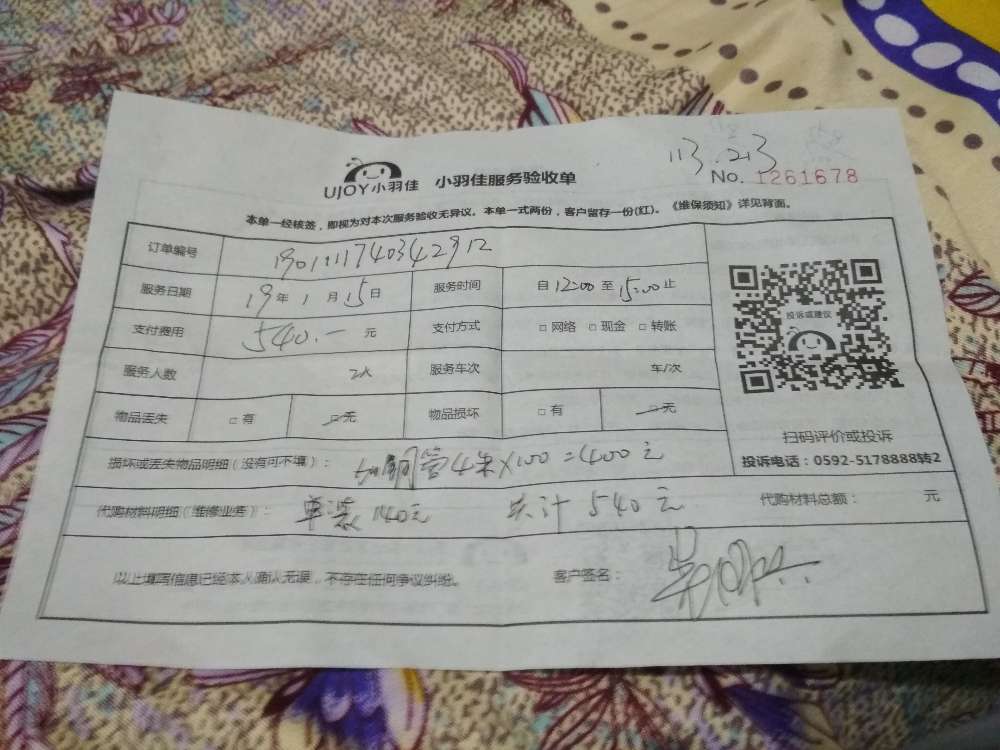 113.213
UJOY小羽佳 小羽佳服务验收单
No. 1261678
本单一经核签，即视为对本次服务验收无异议。本单一式两份，客户留存一份(红)。《维保须知》详见背面。
订单编号
服务日期 19年1月15日 服务时间 自12:00至15:00止
支付费用 540.一 元 支付方式 □网络 □现金 □转账
服务人数 2人 服务车次 车/次
物品丢失 □有 □无 物品损坏 □有 □无
投诉或建议
扫码评价或投诉
投诉电话：0592-5178888转2
损坏或丢失物品明细（没有可不填）： 加铜管4米×100=400元
代购材料明细（维修业务）： 单装140元 共计540元 代购材料总额： 元
以上填写信息已经本人确认无误，不存在任何争议纠纷。 客户签名：